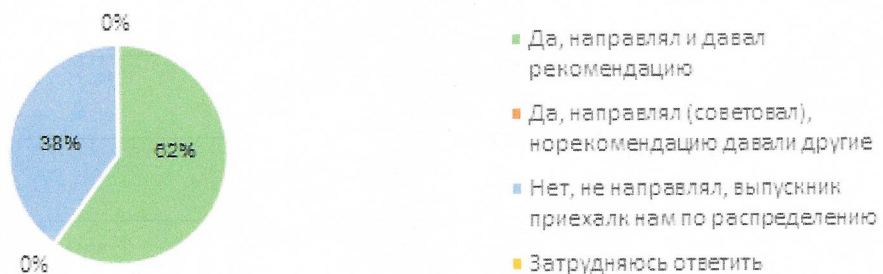 0%
38%
62%
0%
Да, направлял и давал
рекомендацию
Да, направлял (советовал),
норекомендацию давали другие
Нет, не направлял, выпускник
приехалк нам по распределению
Затрудняюсь ответить